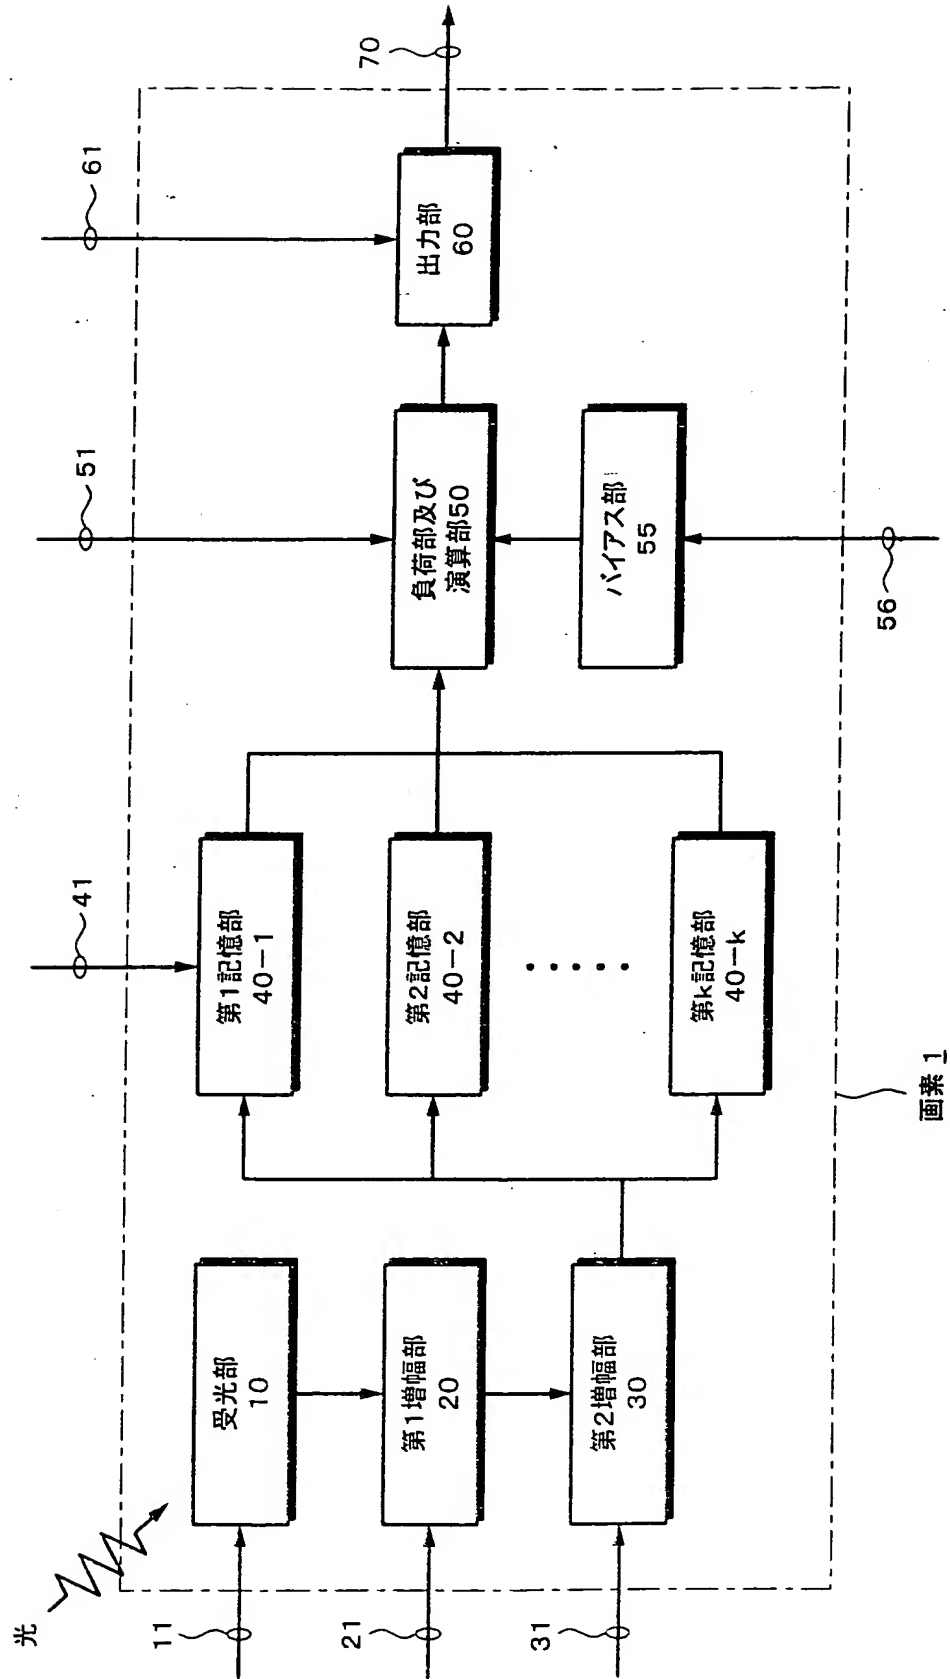 光
11
21
31
受光部
10
第1増幅部
20
第2増幅部
30
41
第1記憶部
40-1
第2記憶部
40-2
第k記憶部
40-k
51
負荷部及び
演算部50
バイアス部
55
56
61
出力部
60
70
画素 1